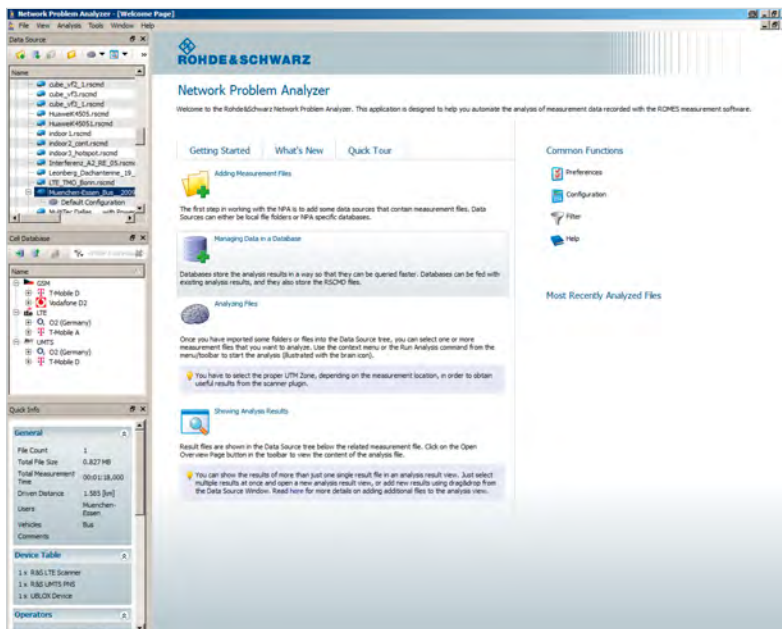 Network Problem Analyzer - [Welcome Page]
File View Analysis Tools Window Help
Data Source
Name
cube_vf2_1.rscmd
cube_vf3.rscmd
cube_vf3_1.rscmd
HuaweiK4505.rscmd
HuaweiK45051.rscmd
indoor1.rscmd
indoor2_cont.rscmd
indoor3_hotspot.rscmd
Interferenz_A2_RE_05.rscmd
Leonberg_Dachantenne_19_
LTE_TMO_Bonn.rscmd
Muenchen-Essen_Bus__2009
Default Configuration
Cell Database
Name
GSM
T-Mobile D
Vodafone D2
LTE
O2 (Germany)
T-Mobile A
UMTS
O2 (Germany)
T-Mobile D
Quick Info
General
File Count 1
Total File Size 0.827 MB
Total Measurement Time 00:01:18,000
Driven Distance 1.585 [km]
Users Muenchen-Essen
Vehicles Bus
Comments
Device Table
1 x R&S LTE Scanner
1 x R&S UMTS PNS
1 x UBLOX Device
Operators
ROHDE&SCHWARZ
Network Problem Analyzer
Welcome to the Rohde&Schwarz Network Problem Analyzer. This application is designed to help you automate the analysis of measurement data recorded with the ROMES measurement software.
Getting Started What's New Quick Tour
Adding Measurement Files
The first step in working with the NPA is to add some data sources that contain measurement files. Data
Sources can either be local file folders or NPA specific databases.
Managing Data in a Database
Databases store the analysis results in a way so that they can be queried faster. Databases can be fed with
existing analysis results, and they also store the RSCMD files.
Analyzing Files
Once you have imported some folders or files into the Data Source tree, you can select one or more
measurement files that you want to analyze. Use the context menu or the Run Analysis command from the
menu/toolbar to start the analysis (illustrated with the brain icon).
You have to select the proper UTM Zone, depending on the measurement location, in order to obtain
useful results from the scanner plugin.
Showing Analysis Results
Result files are shown in the Data Source tree below the related measurement file. Click on the Open
Overview Page button in the toolbar to view the content of the analysis file.
You can show the results of more than just one single result file in an analysis result view. Just select
multiple results at once and open a new analysis result view, or add new results using drag&drop from
the Data Source Window. Read here for more details on adding additional files to the analysis view.
Common Functions
Preferences
Configuration
Filter
Help
Most Recently Analyzed Files